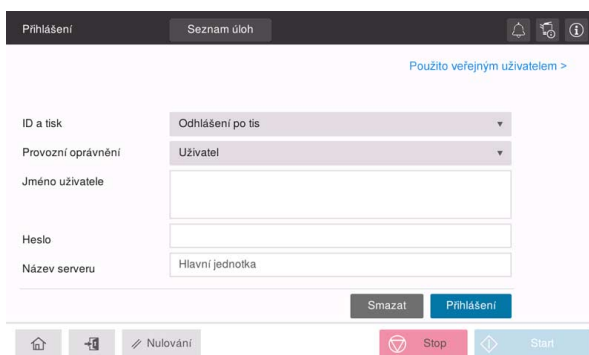 Přihlášení
Seznam úloh
Použito veřejným uživatelem >
ID a tisk
Odhlášení po tis
Provozní oprávnění
Uživatel
Jméno uživatele
Heslo
Název serveru
Hlavní jednotka
Smazat
Přihlášení
Nulování
Stop
Start